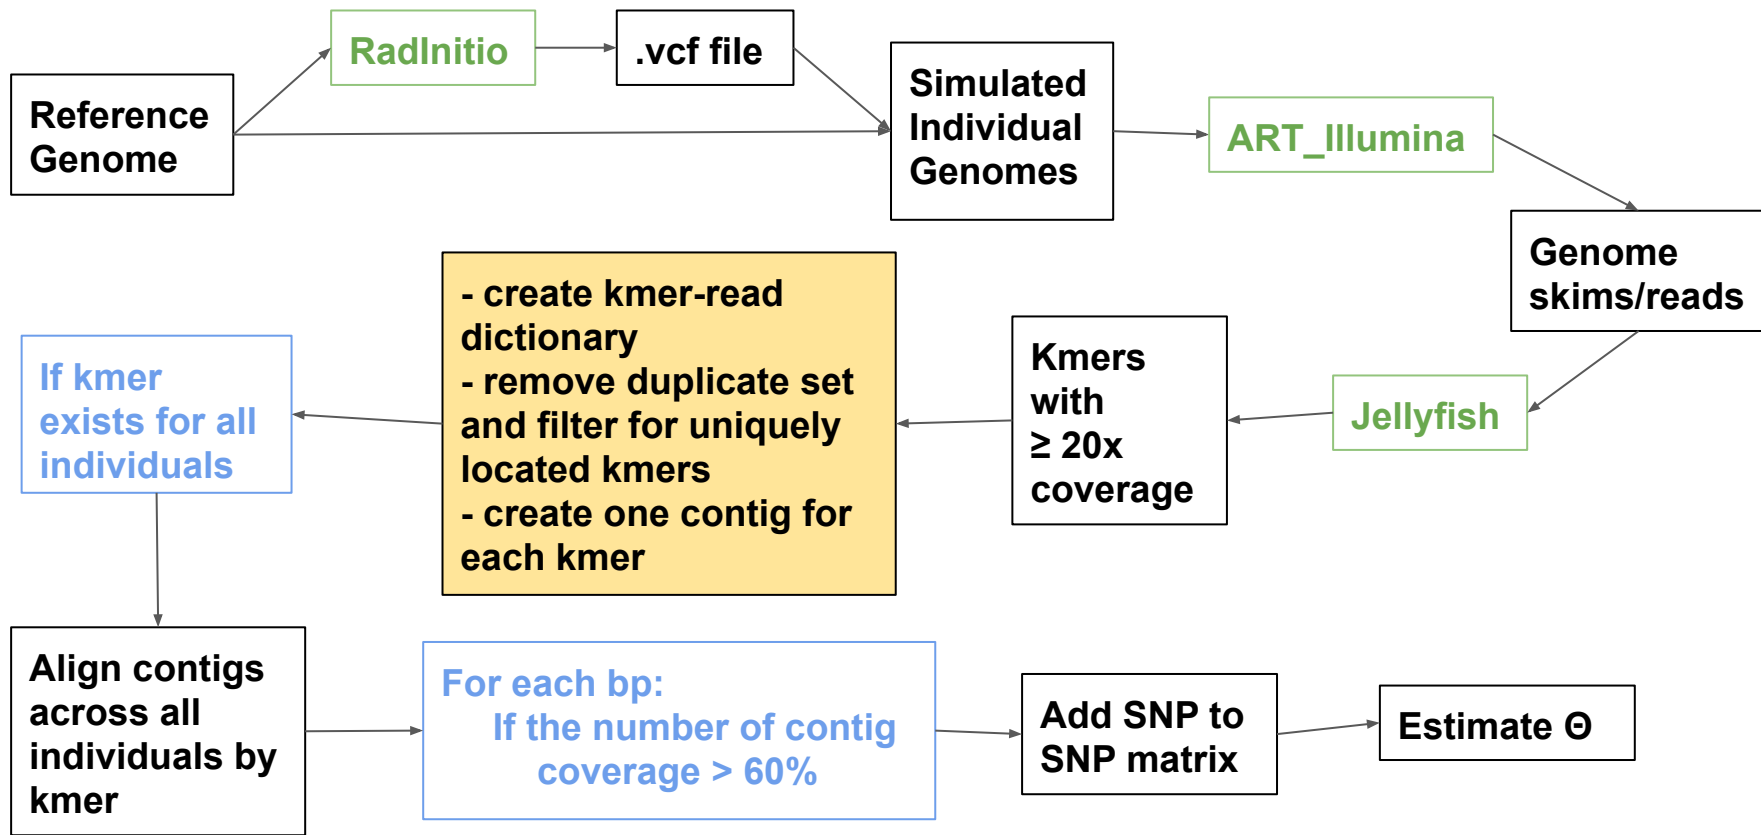 Reference
Genome
RadInitio
.vcf file
Simulated
Individual
Genomes
ART_Illumina
Genome
skims/reads
Jellyfish
Kmers
with
≥ 20x
coverage
- create kmer-read
dictionary
- remove duplicate set
and filter for uniquely
located kmers
- create one contig for
each kmer
If kmer
exists for all
individuals
Align contigs
across all
individuals by
kmer
For each bp:
If the number of contig
coverage > 60%
Add SNP to
SNP matrix
Estimate Θ